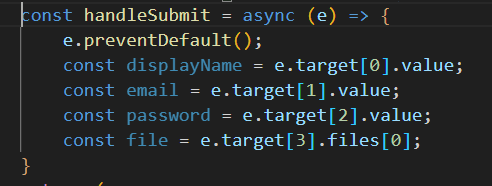 const handleSubmit = async (e) => {
e.preventDefault();
const displayName = e.target[0].value;
const email = e.target[1].value;
const password = e.target[2].value;
const file = e.target[3].files[0];
}